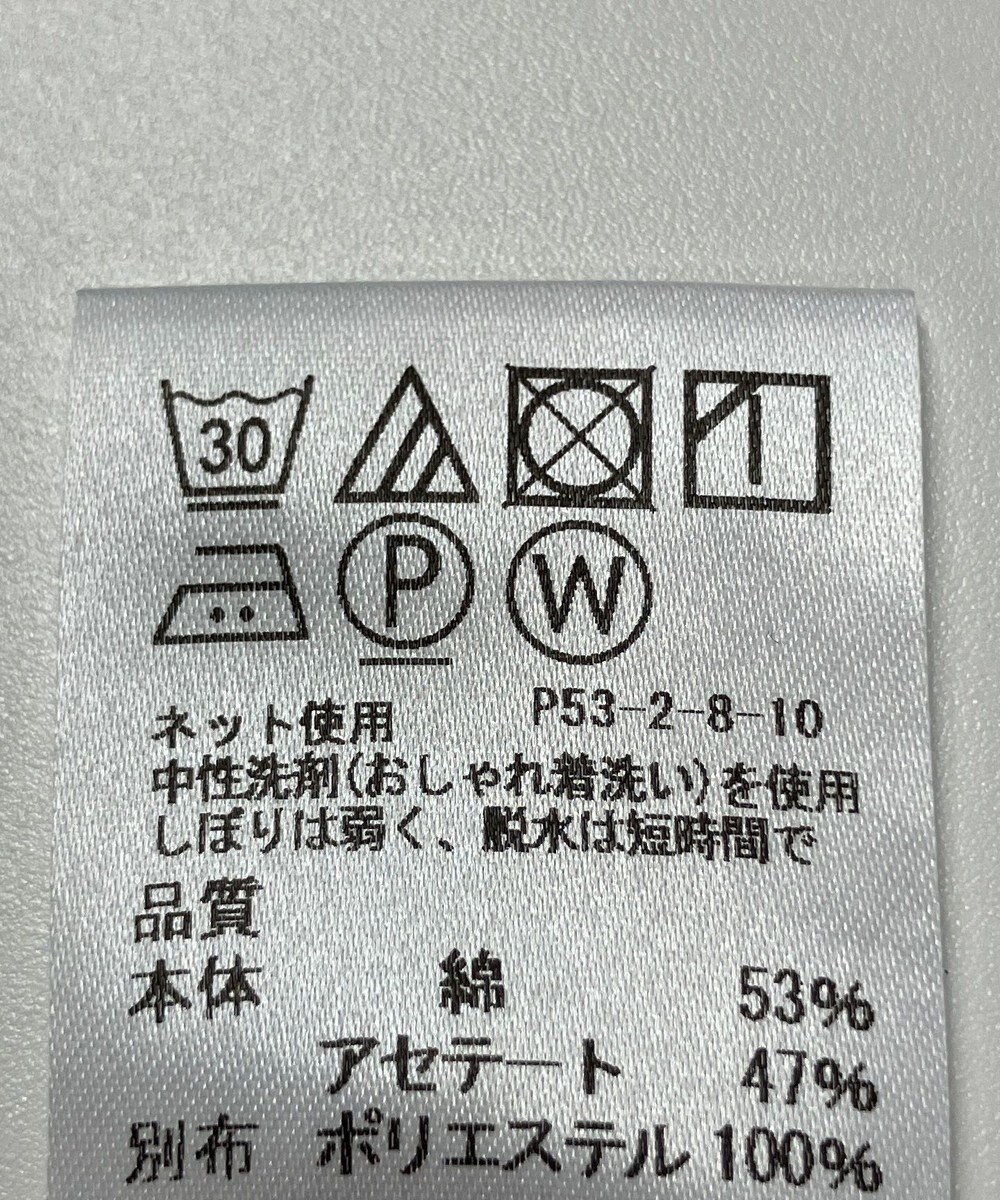 30
P W
ネット使用 P53-2-8-10
中性洗剤(おしゃれ着洗い)を使用
しぼりは弱く、脱水は短時間で
品質
本体 綿 53%
アセテート 47%
別布 ポリエステル 100%